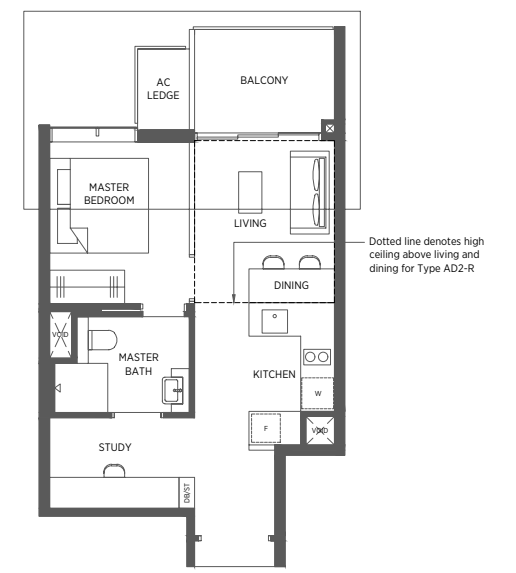 AC
LEDGE
BALCONY
MASTER
BEDROOM
LIVING
Dotted line denotes high
ceiling above living and
dining for Type AD2-R
DINING
VOID
MASTER
BATH
KITCHEN
W
F
VOID
STUDY
DB/ST